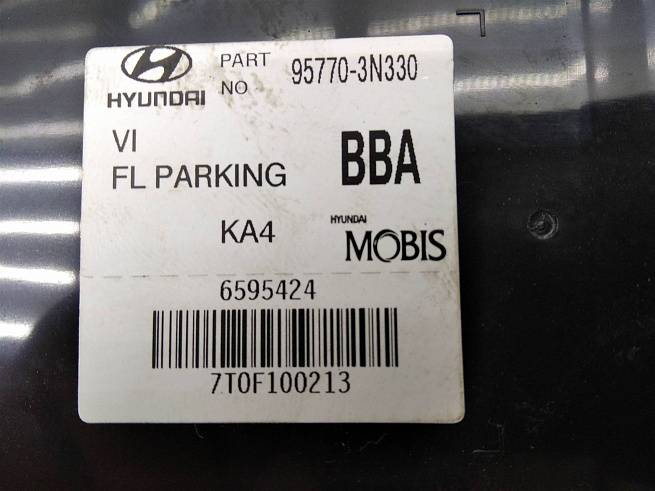 HYUNDAI
PART NO 95770-3N330
VI
FL PARKING
BBA
KA4
HYUNDAI MOBIS
6595424
7T0F100213